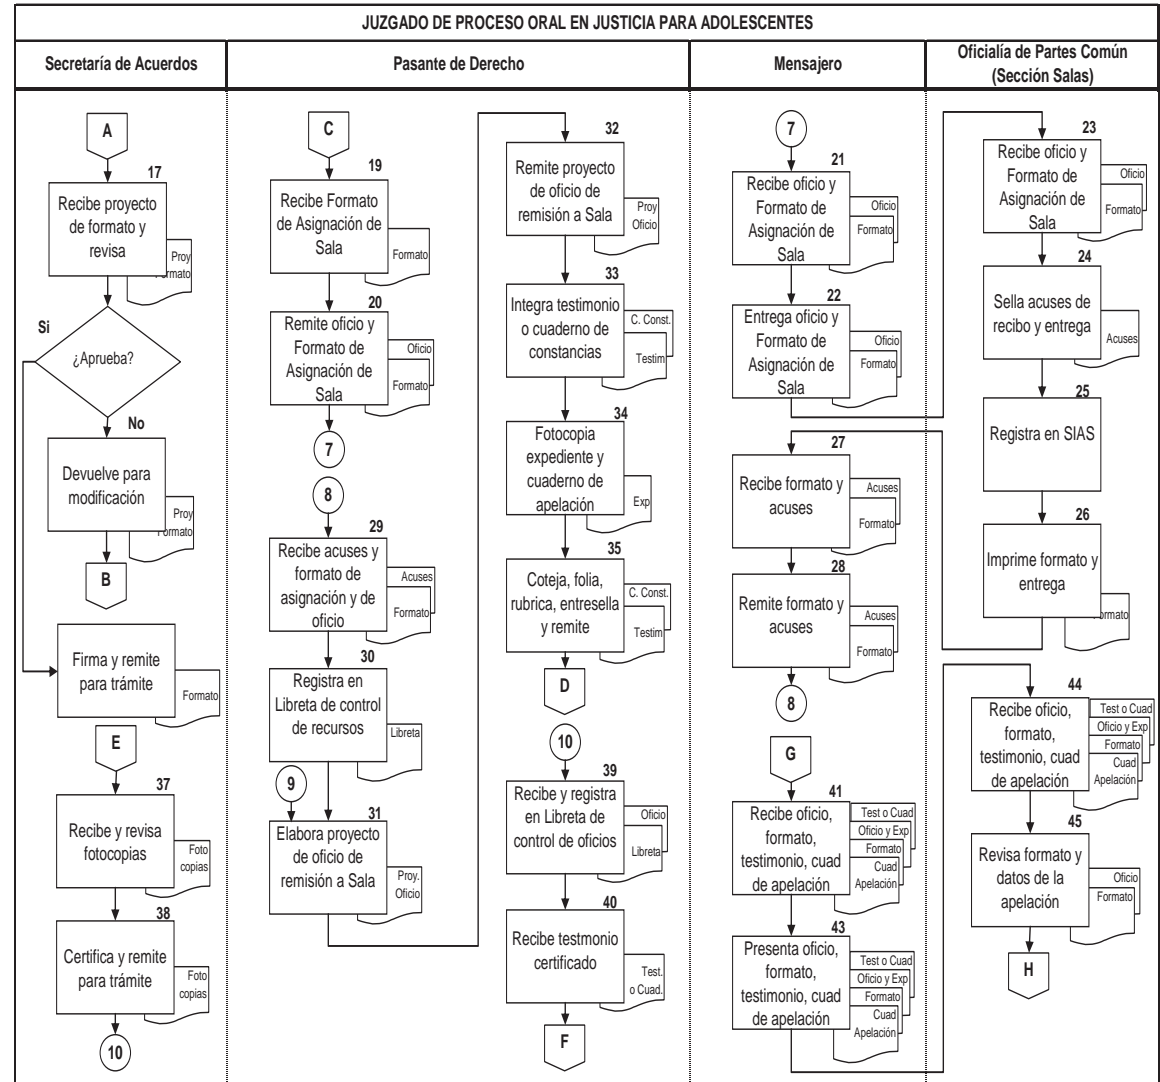 JUZGADO DE PROCESO ORAL EN JUSTICIA PARA ADOLESCENTES
Secretaría de Acuerdos
Pasante de Derecho
Mensajero
Oficialía de Partes Común
(Sección Salas)
A
17
Recibe proyecto
de formato y
revisa
Proy
Formato
Si
¿Aprueba?
No
Devuelve para
modificación
Proy
Formato
B
Firma y remite
para trámite
Formato
E
37
Recibe y revisa
fotocopias
Foto
copias
38
Certifica y remite
para trámite
Foto
copias
10
C
19
Recibe Formato
de Asignación de
Sala
Formato
20
Remite oficio y
Formato de
Asignación de
Sala
Oficio
Formato
7
8
29
Recibe acuses y
formato de
asignación y de
oficio
Acuses
Formato
30
Registra en
Libreta de control
de recursos
Libreta
9
31
Elabora proyecto
de oficio de
remisión a Sala
Proy.
Oficio
32
Remite proyecto
de oficio de
remisión a Sala
Proy
Oficio
33
Integra testimonio
o cuaderno de
constancias
C. Const.
Testim
34
Fotocopia
expediente y
cuaderno de
apelación
Exp
35
Coteja, folia,
rubrica, entresella
y remite
C. Const.
Testim
D
10
39
Recibe y registra
en Libreta de
control de oficios
Oficio
Libreta
40
Recibe testmonio
certificado
Test.
o Cuad.
F
7
21
Recibe oficio y
Formato de
Asignación de
Sala
Oficio
Formato
22
Entrega oficio y
Formato de
Asignación de
Sala
Oficio
Formato
27
Recibe formato y
acuses
Acuses
Formato
28
Remite formato y
acuses
Acuses
Formato
8
G
41
Recibe oficio,
formato,
testimonio, cuad
de apelación
Test o Cuad
Oficio y Exp
Formato
Cuad
Apelación
43
Presenta oficio,
formato,
testimonio, cuad
de apelación
Test o Cuad
Oficio y Exp
Formato
Cuad
Apelación
23
Recibe oficio y
Formato de
Asignación de
Sala
Oficio
Formato
24
Sella acuses de
recibo y entrega
Acuses
25
Registra en SIAS
26
Imprime formato y
entrega
Formato
44
Recibe oficio,
formato,
testimonio, cuad
de apelación
Test o Cuad
Oficio y Exp
Formato
Cuad
Apelación
45
Revisa formato y
datos de la
apelación
Oficio
Formato
H